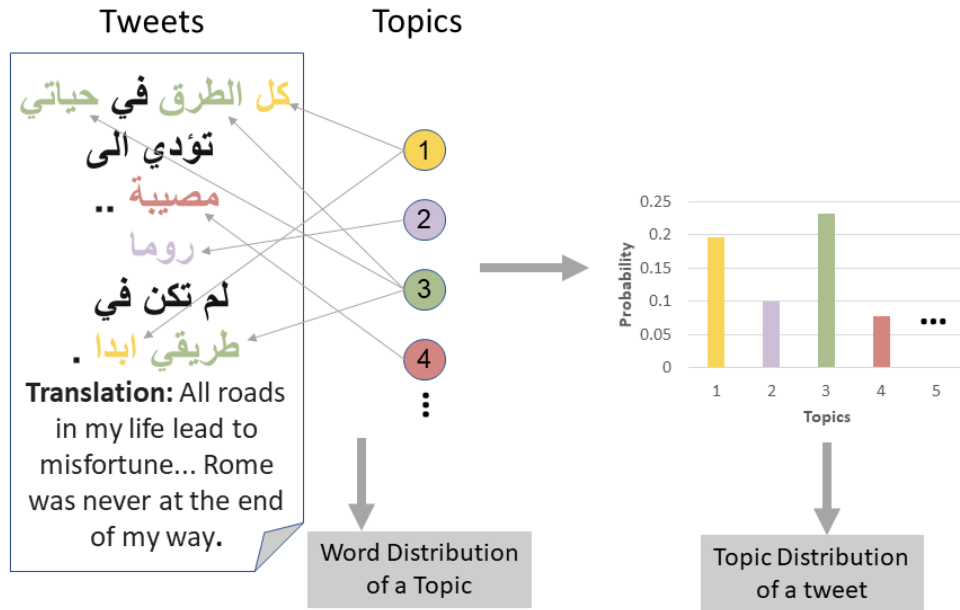 Tweets
كل الطرق في حياتي
تؤدي الى
مصيبة ..
روما
لم تكن في
طريقي ابدا .
Translation: All roads
in my life lead to
misfortune... Rome
was never at the end
of my way.
Topics
1
2
3
4
⋮
Word Distribution
of a Topic
Probability
0.25
0.2
0.15
0.1
0.05
0
...
1 2 3 4 5
Topics
Topic Distribution
of a tweet